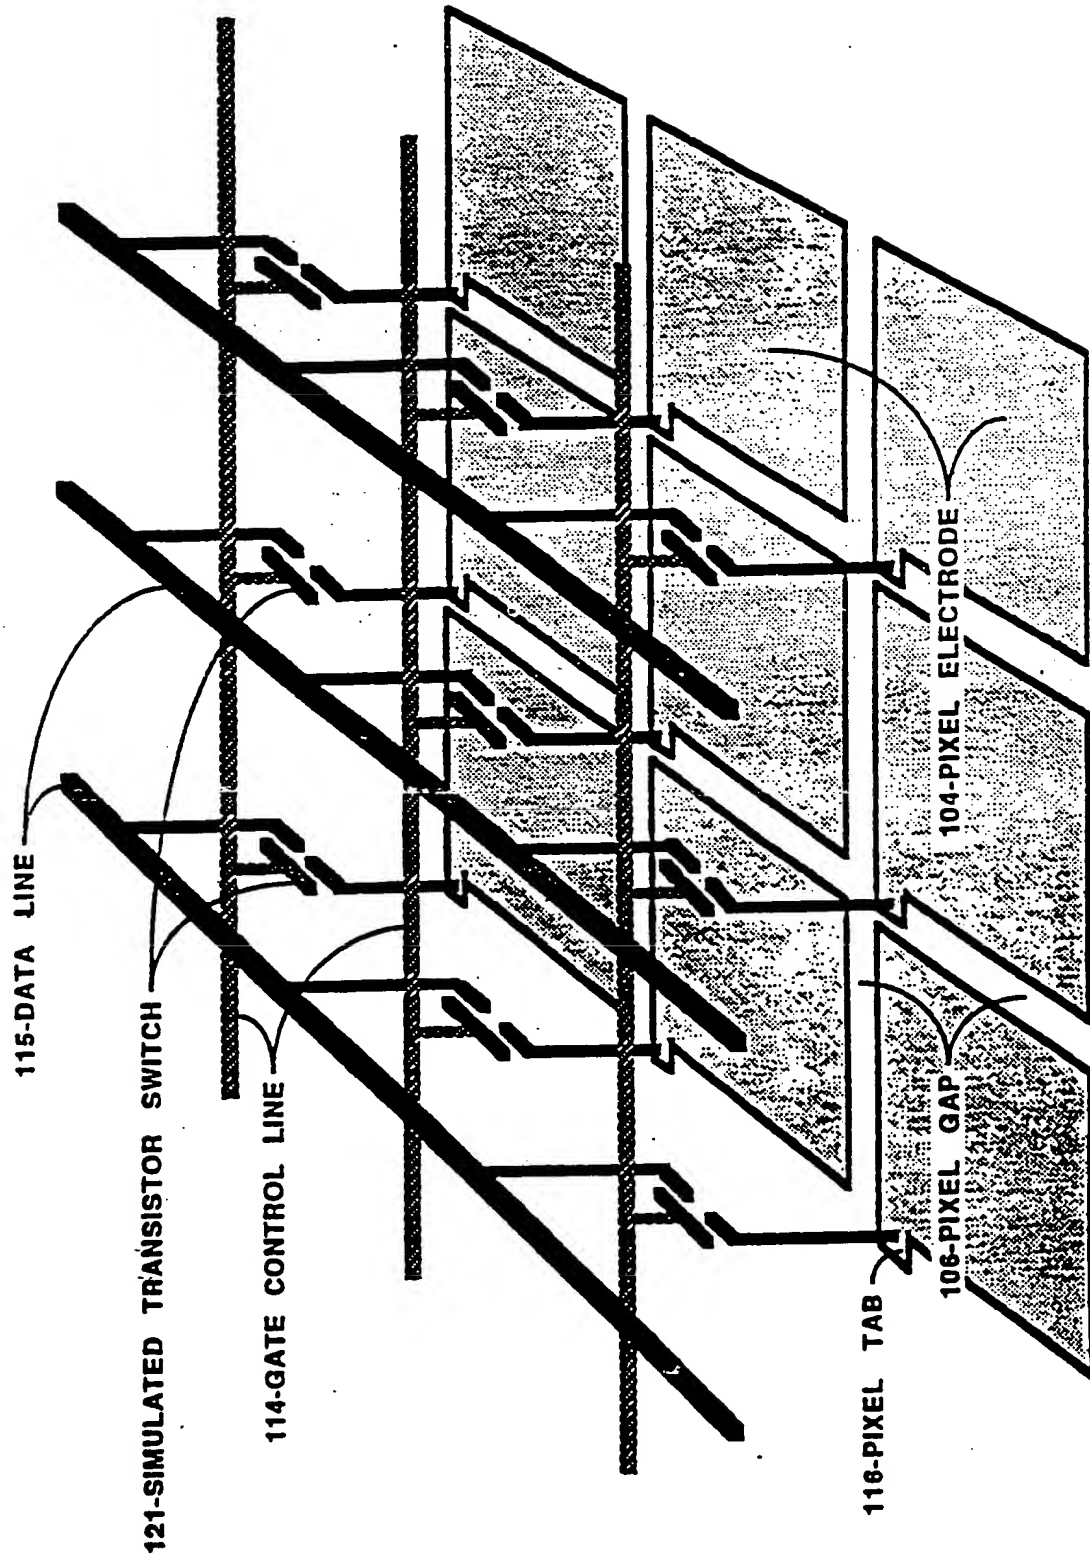 115-DATA LINE
121-SIMULATED TRANSISTOR SWITCH
114-GATE CONTROL LINE
116-PIXEL TAB
106-PIXEL GAP
104-PIXEL ELECTRODE